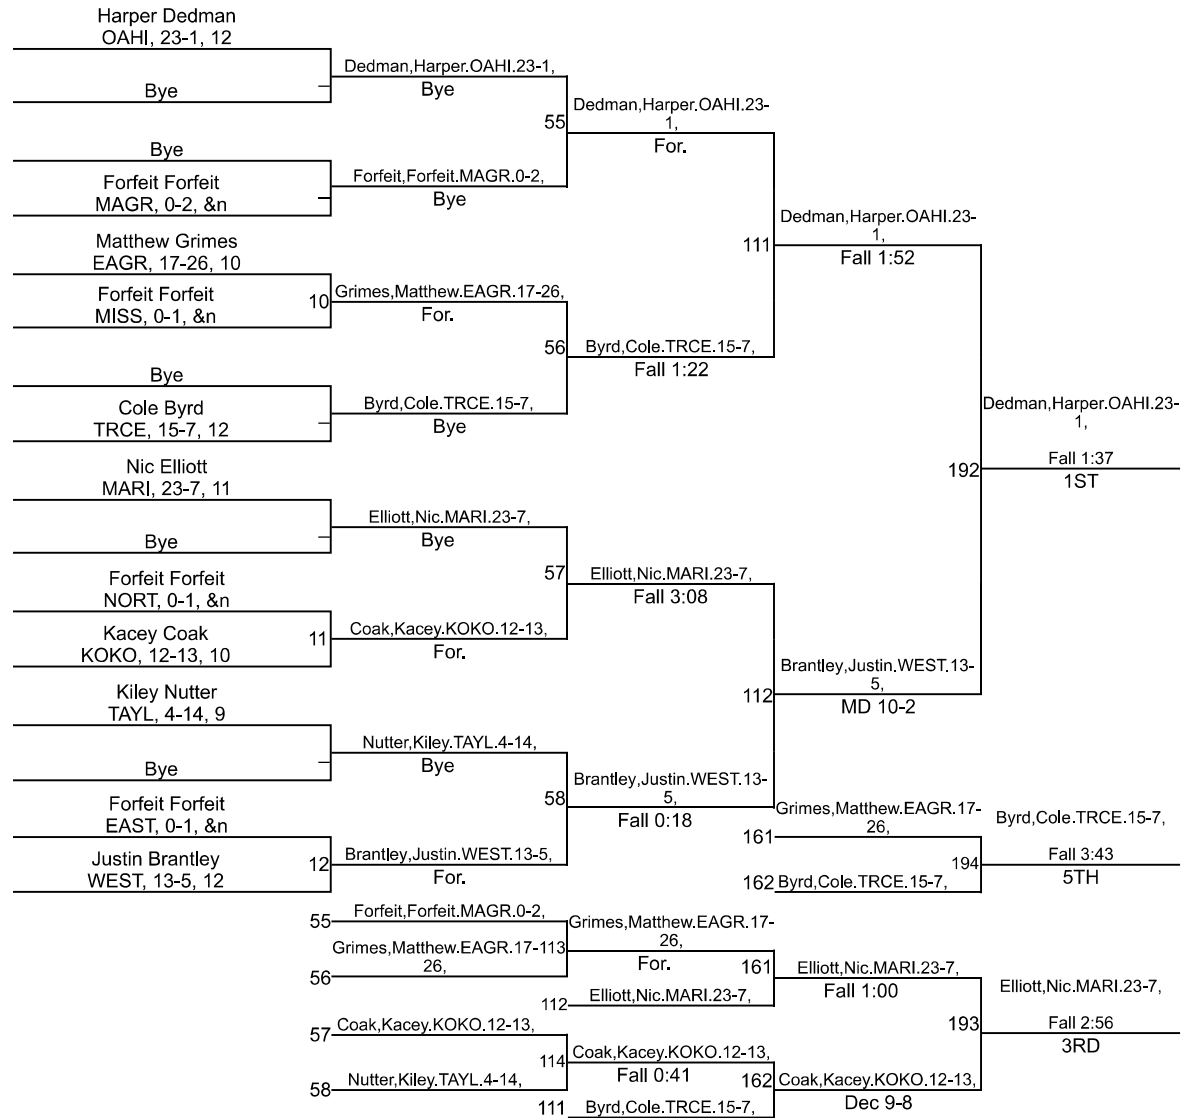 Harper Dedman
OAHI, 23-1, 12
Bye
Bye
Forfeit Forfeit
MAGR, 0-2, &n
Matthew Grimes
EAGR, 17-26, 10
Forfeit Forfeit
MISS, 0-1, &n
Bye
Cole Byrd
TRCE, 15-7, 12
Nic Elliott
MARI, 23-7, 11
Bye
Forfeit Forfeit
NORT, 0-1, &n
Kacey Coak
KOKO, 12-13, 10
Kiley Nutter
TAYL, 4-14, 9
Bye
Forfeit Forfeit
EAST, 0-1, &n
Justin Brantley
WEST, 13-5, 12
Dedman,Harper.OAHI.23-1,
Bye
Forfeit,Forfeit.MAGR.0-2,
Bye
10
Grimes,Matthew.EAGR.17-26,
For.
Byrd,Cole.TRCE.15-7,
Bye
Elliott,Nic.MARI.23-7,
Bye
11
Coak,Kacey.KOKO.12-13,
For.
Nutter,Kiley.TAYL.4-14,
Bye
12
Brantley,Justin.WEST.13-5,
For.
55
Dedman,Harper.OAHI.23-
1,
For.
56
Byrd,Cole.TRCE.15-7,
Fall 1:22
57
Elliott,Nic.MARI.23-7,
Fall 3:08
58
Brantley,Justin.WEST.13-
5,
Fall 0:18
111
Dedman,Harper.OAHI.23-
1,
Fall 1:52
112
Brantley,Justin.WEST.13-
5,
MD 10-2
192
Dedman,Harper.OAHI.23-
1,
Fall 1:37
1ST
161
Grimes,Matthew.EAGR.17-
26,
162
Byrd,Cole.TRCE.15-7,
194
Byrd,Cole.TRCE.15-7,
Fall 3:43
5TH
55
Forfeit,Forfeit.MAGR.0-2,
56
Grimes,Matthew.EAGR.17-
26,
113
Grimes,Matthew.EAGR.17-
26,
For.
112
Elliott,Nic.MARI.23-7,
161
Elliott,Nic.MARI.23-7,
Fall 1:00
57
Coak,Kacey.KOKO.12-13,
58
Nutter,Kiley.TAYL.4-14,
114
Coak,Kacey.KOKO.12-13,
Fall 0:41
111
Byrd,Cole.TRCE.15-7,
162
Coak,Kacey.KOKO.12-13,
Dec 9-8
193
Elliott,Nic.MARI.23-7,
Fall 2:56
3RD